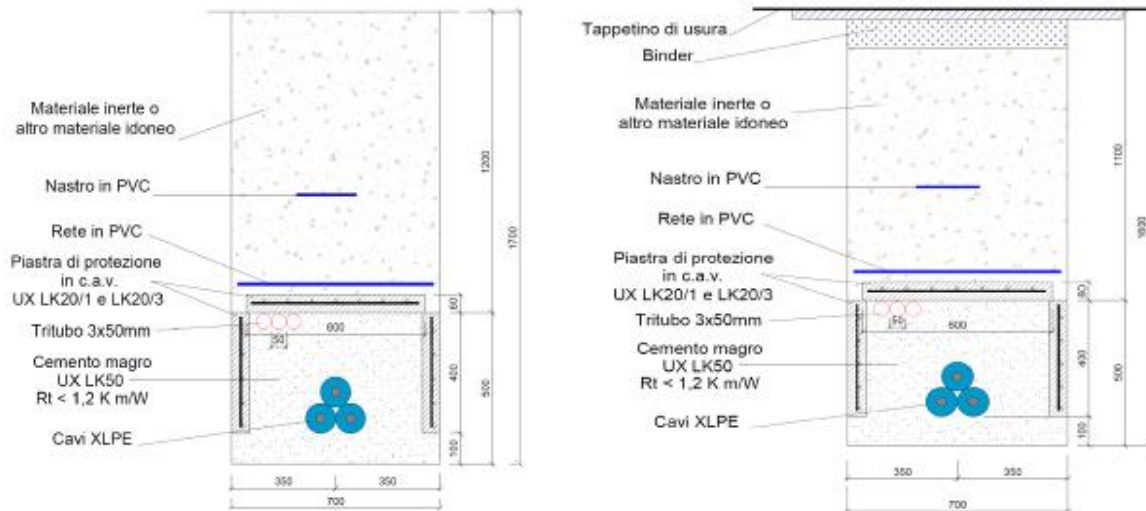 Materiale inerte o
altro materiale idoneo
Nastro in PVC
Rete in PVC
Piastra di protezione
in c.a.v.
UX LK20/1 e LK20/3
Tritubo 3x50mm
Cemento magro
UX LK50
Rt < 1,2 K m/W
Cavi XLPE
50
600
1200
1700
60
400
500
100
350
350
700
Tappetino di usura
Binder
Materiale inerte o
altro materiale idoneo
Nastro in PVC
Rete in PVC
Piastra di protezione
in c.a.v.
UX LK20/1 e LK20/3
Tritubo 3x50mm
Cemento magro
UX LK50
Rt < 1,2 K m/W
Cavi XLPE
50
600
1100
1600
60
400
500
100
350
350
700